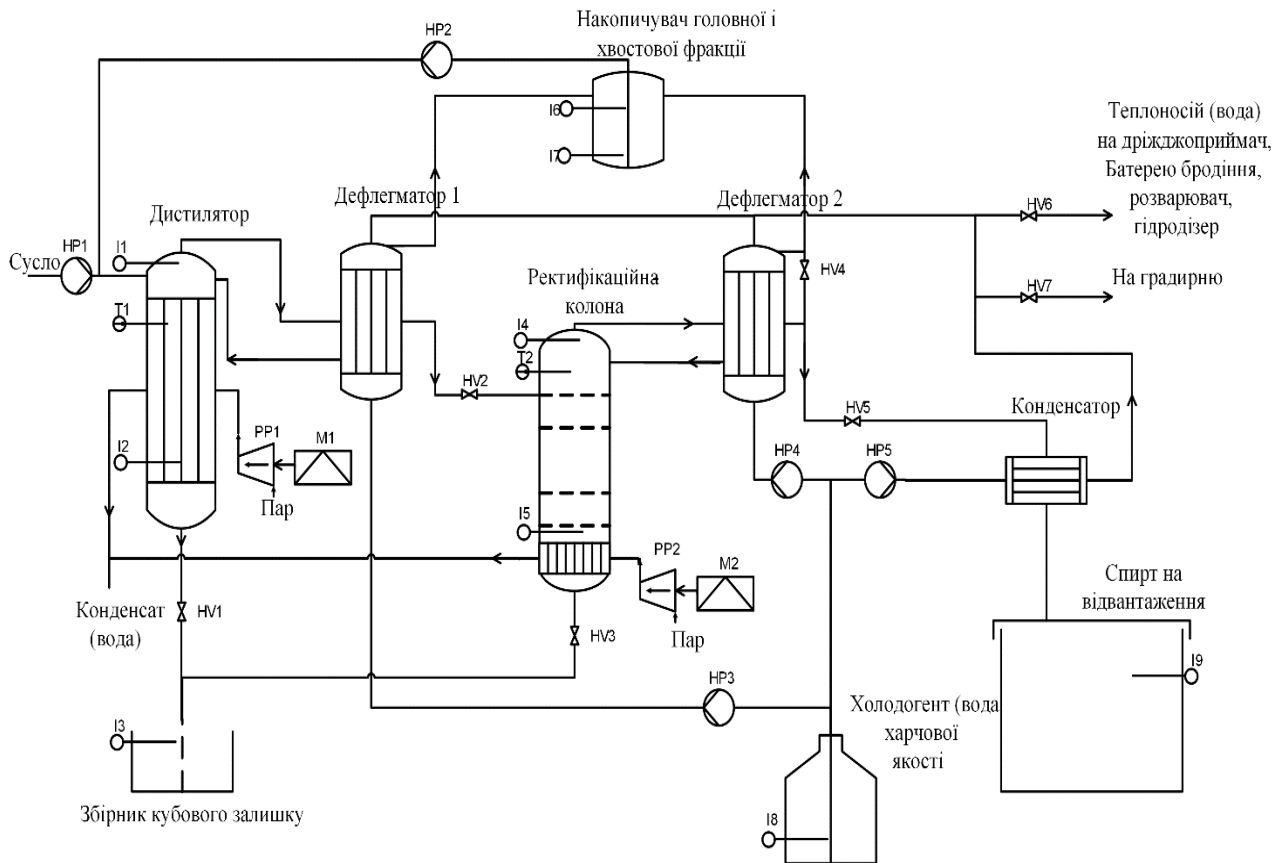 Накопичувач головної і
хвостової фракції
HP2
I6
I7
Теплоносій (вода)
на дріжджоприймач,
Батерею бродіння,
розварювач,
гідродізер
Дефлегматор 1
Дефлегматор 2
HV6
Дистилятор
HP1
I1
Сусло
HV4
HV7
На градирню
Ректифікаційна
колона
T1
I4
T2
HV2
HV5
Конденсатор
PP1
M1
HP4
HP5
I2
Пар
I5
PP2
M2
Конденсат
(вода)
HV1
HV3
Пар
Спирт на
відвантаження
I9
HP3
Холодогент (вода
харчової
якості
I3
Збірник кубового залишку
I8